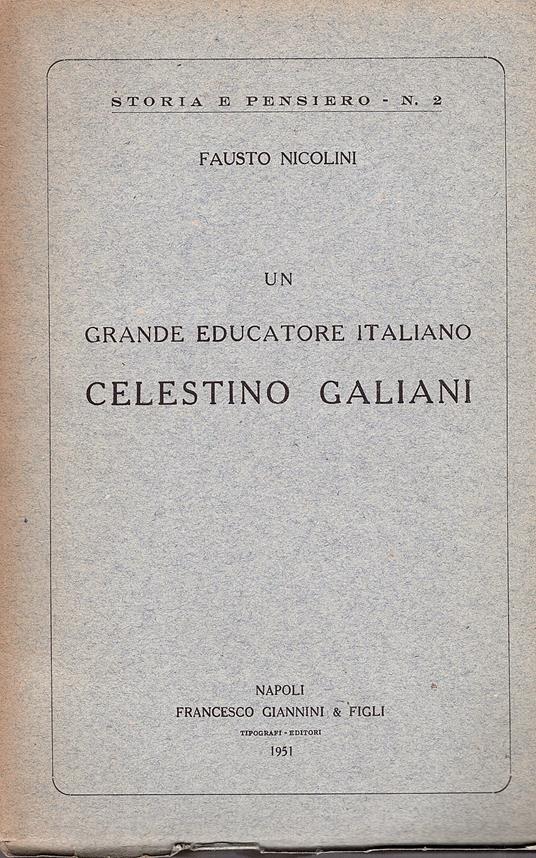 STORIA E PENSIERO - N. 2
FAUSTO NICOLINI
UN
GRANDE EDUCATORE ITALIANO
CELESTINO GALIANI
NAPOLI
FRANCESCO GIANNINI & FIGLI
TIPOGRAFI - EDITORI
1951